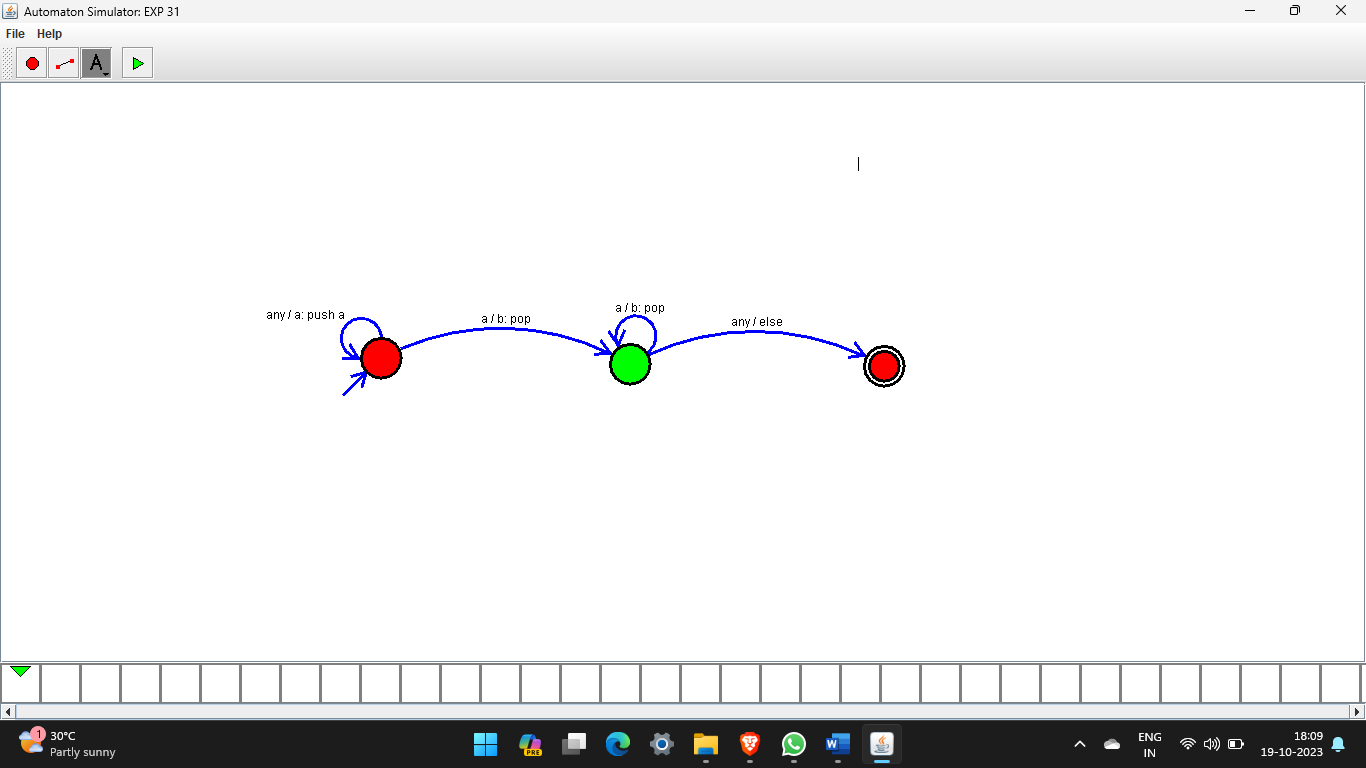 Automaton Simulator: EXP 31
File Help
A
any / a: push a
a / b: pop
a / b: pop
any / else
1
30°C
Partly sunny
PRE
W
ENG
IN
18:09
19-10-2023